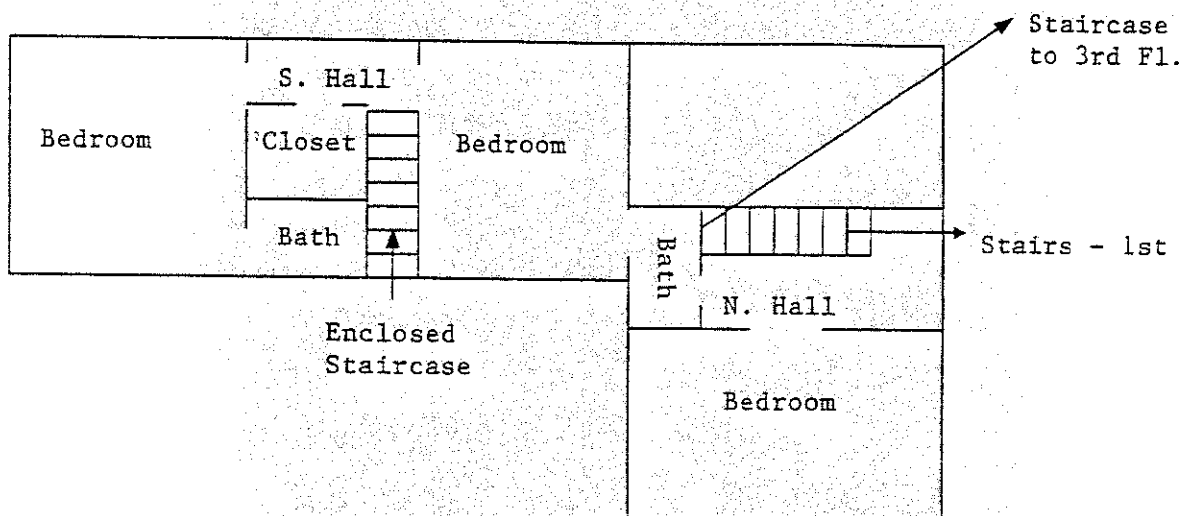 Staircase
to 3rd Fl.
S. Hall
Bedroom
Closet
Bedroom
Bath
Bath
Stairs - 1st
N. Hall
Enclosed
Staircase
Bedroom